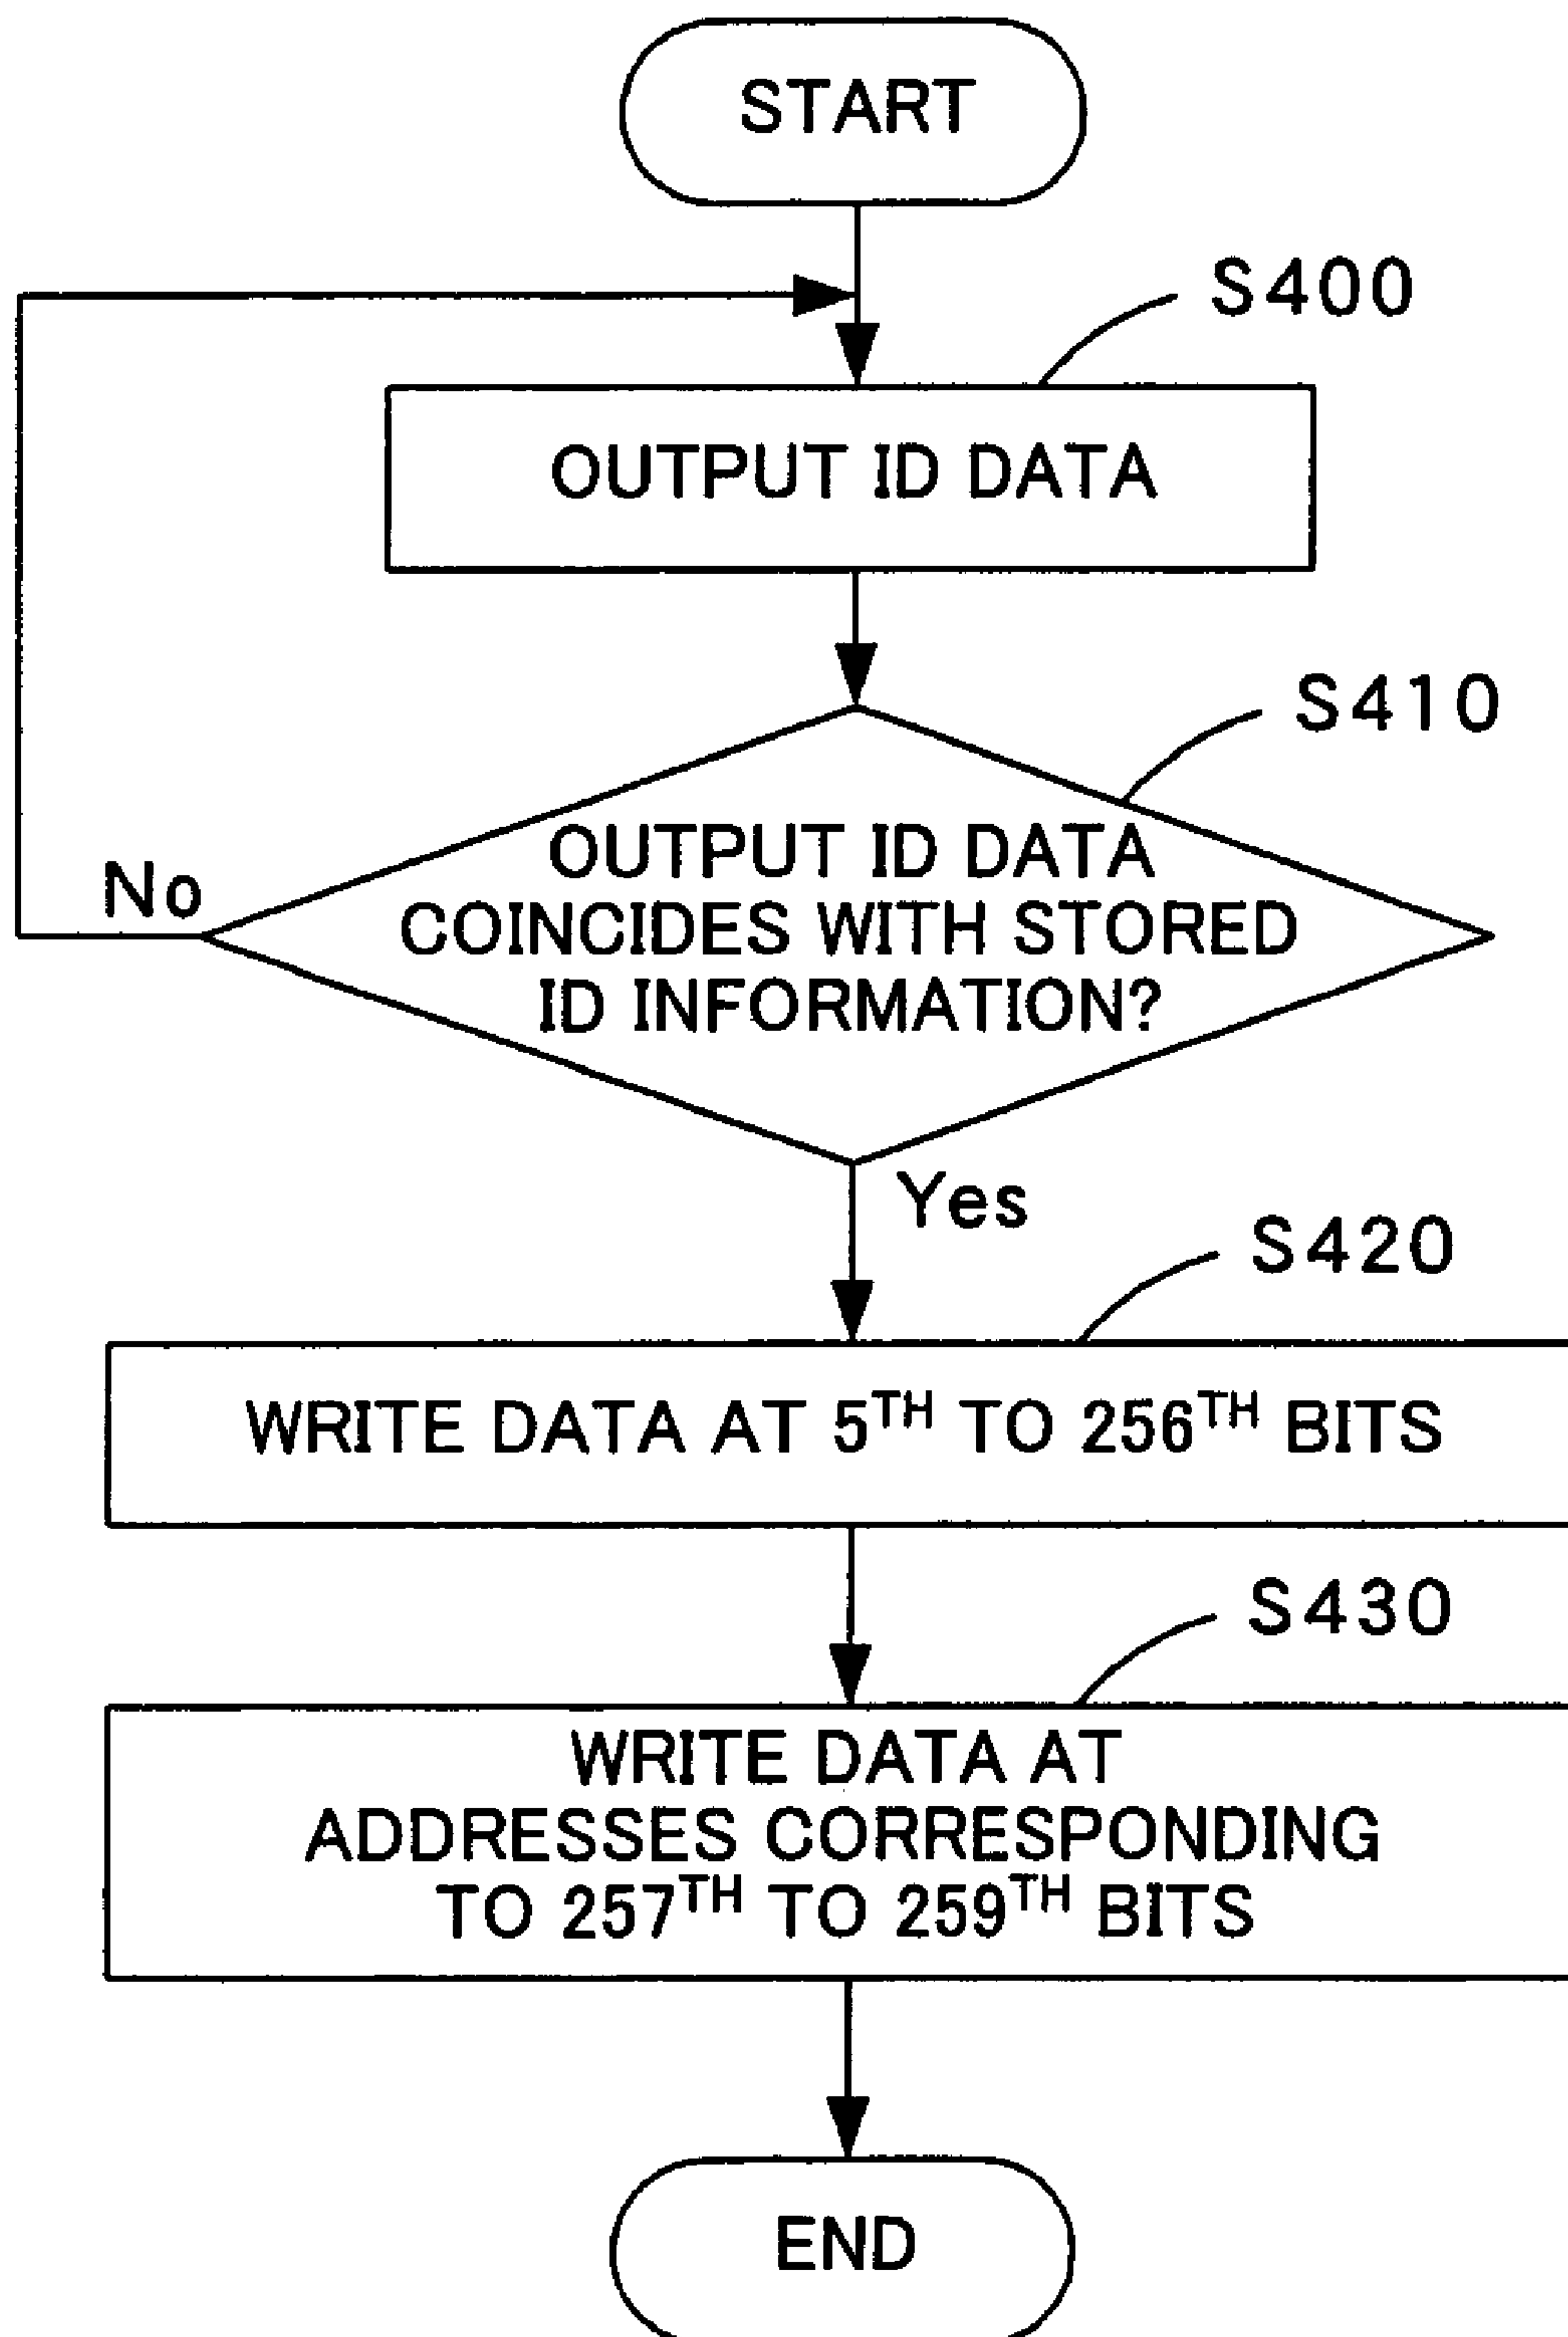 START
S400
OUTPUT ID DATA
S410
OUTPUT ID DATA
COINCIDES WITH STORED
ID INFORMATION?
No
Yes
S420
WRITE DATA AT 5TH TO 256TH BITS
S430
WRITE DATA AT
ADDRESSES CORRESPONDING
TO 257TH TO 259TH BITS
END